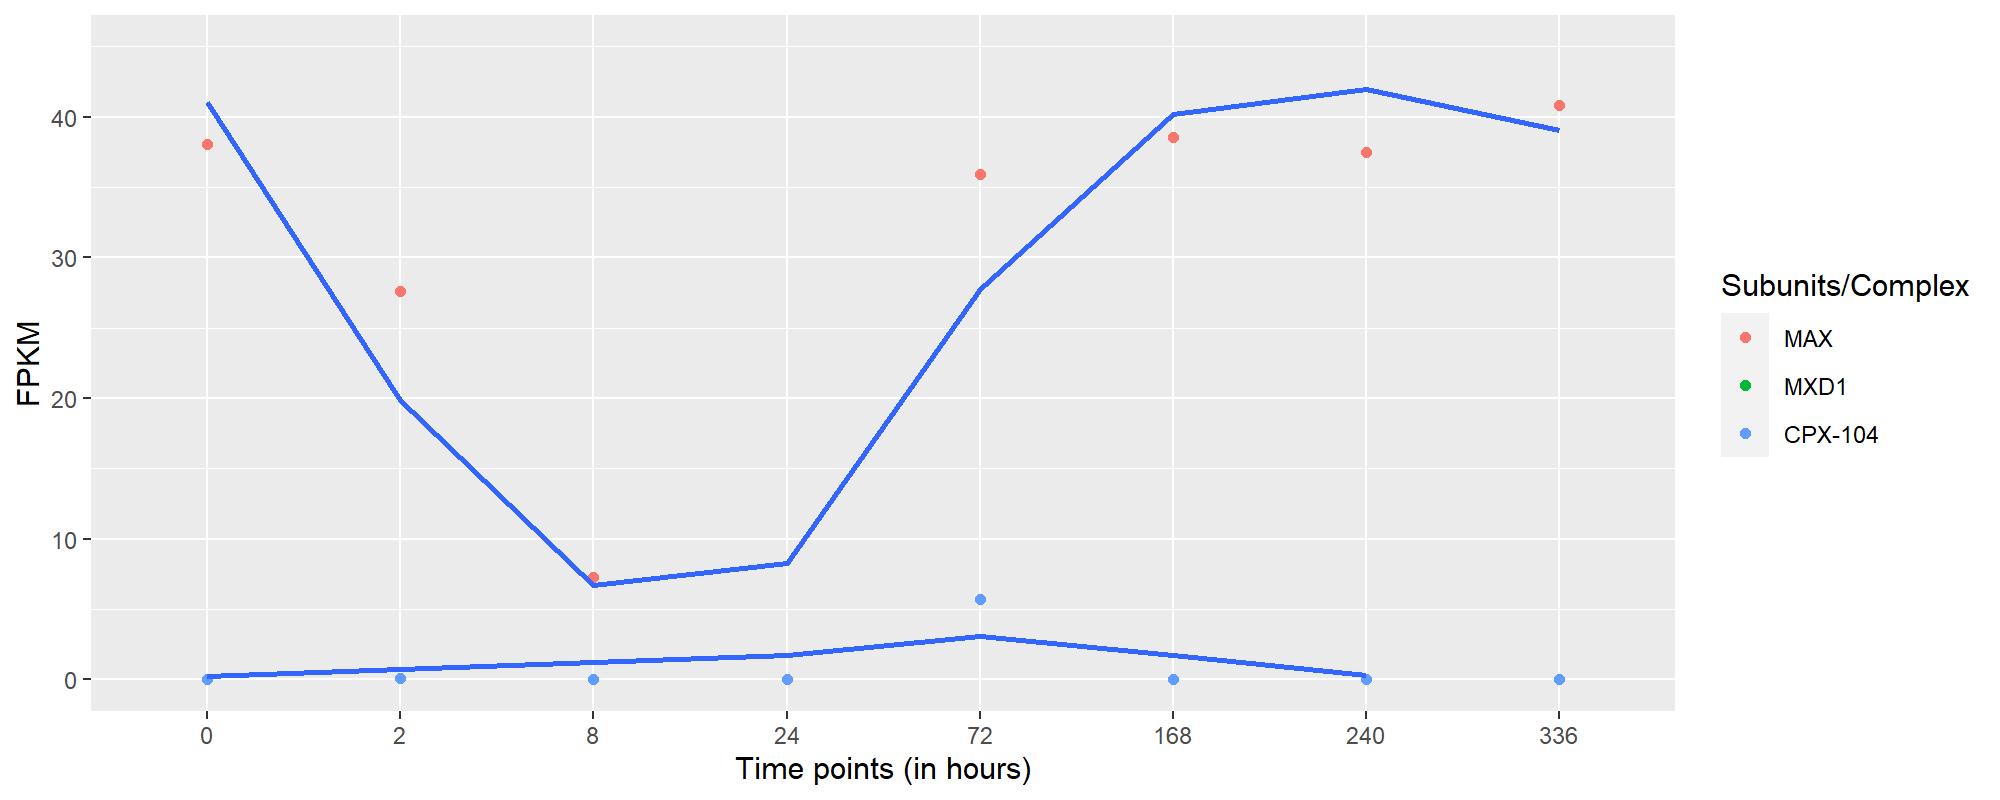 40
30
20
10
0
FPKM
0 2 8 24 72 168 240 336
Time points (in hours)
Subunits/Complex
MAX
MXD1
CPX-104